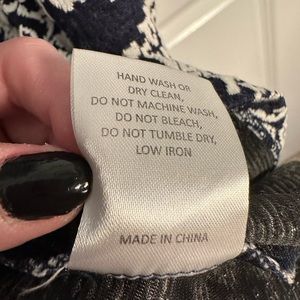 HAND WASH OR
DRY CLEAN,
DO NOT MACHINE WASH,
DO NOT BLEACH,
DO NOT TUMBLE DRY,
LOW IRON
MADE IN CHINA